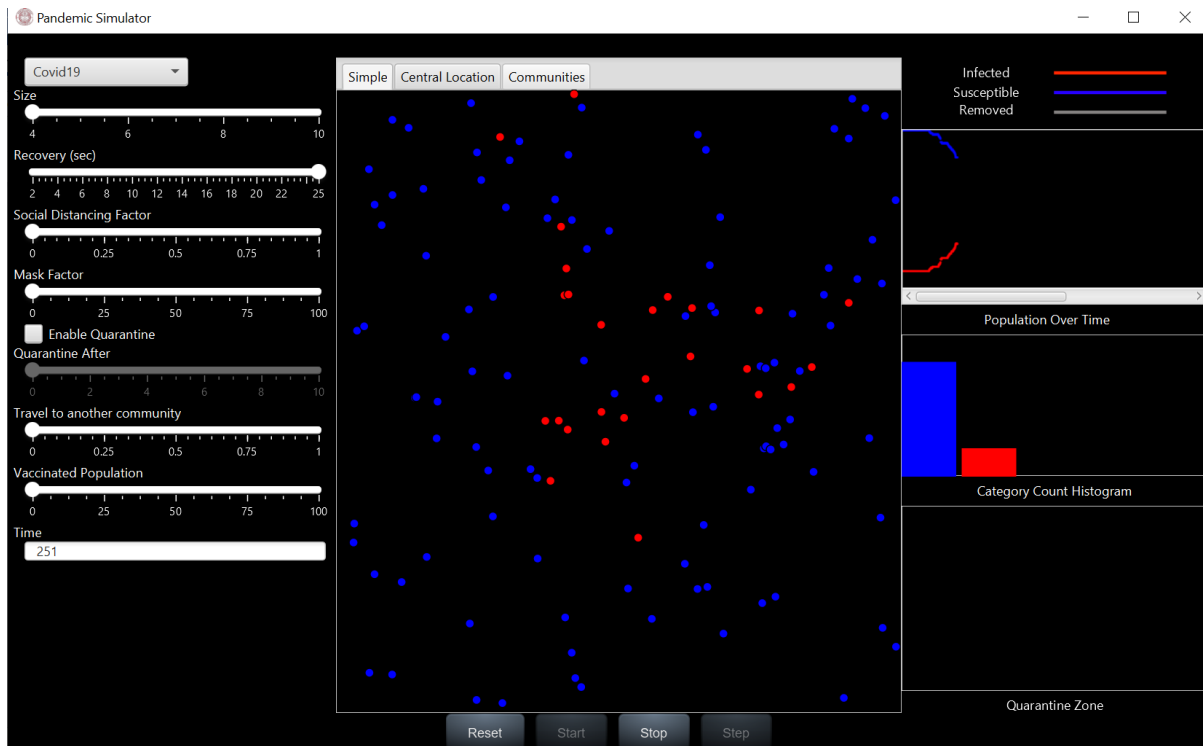 Pandemic Simulator
Covid19
Size
4 6 8 10
Recovery (sec)
2 4 6 8 10 12 14 16 18 20 22 25
Social Distancing Factor
0 0.25 0.5 0.75 1
Mask Factor
0 25 50 75 100
Enable Quarantine
Quarantine After
0 2 4 6 8 10
Travel to another community
0 0.25 0.5 0.75 1
Vaccinated Population
0 25 50 75 100
Time
251
Simple Central Location Communities
Reset Start Stop Step
Infected
Susceptible
Removed
Population Over Time
Category Count Histogram
Quarantine Zone